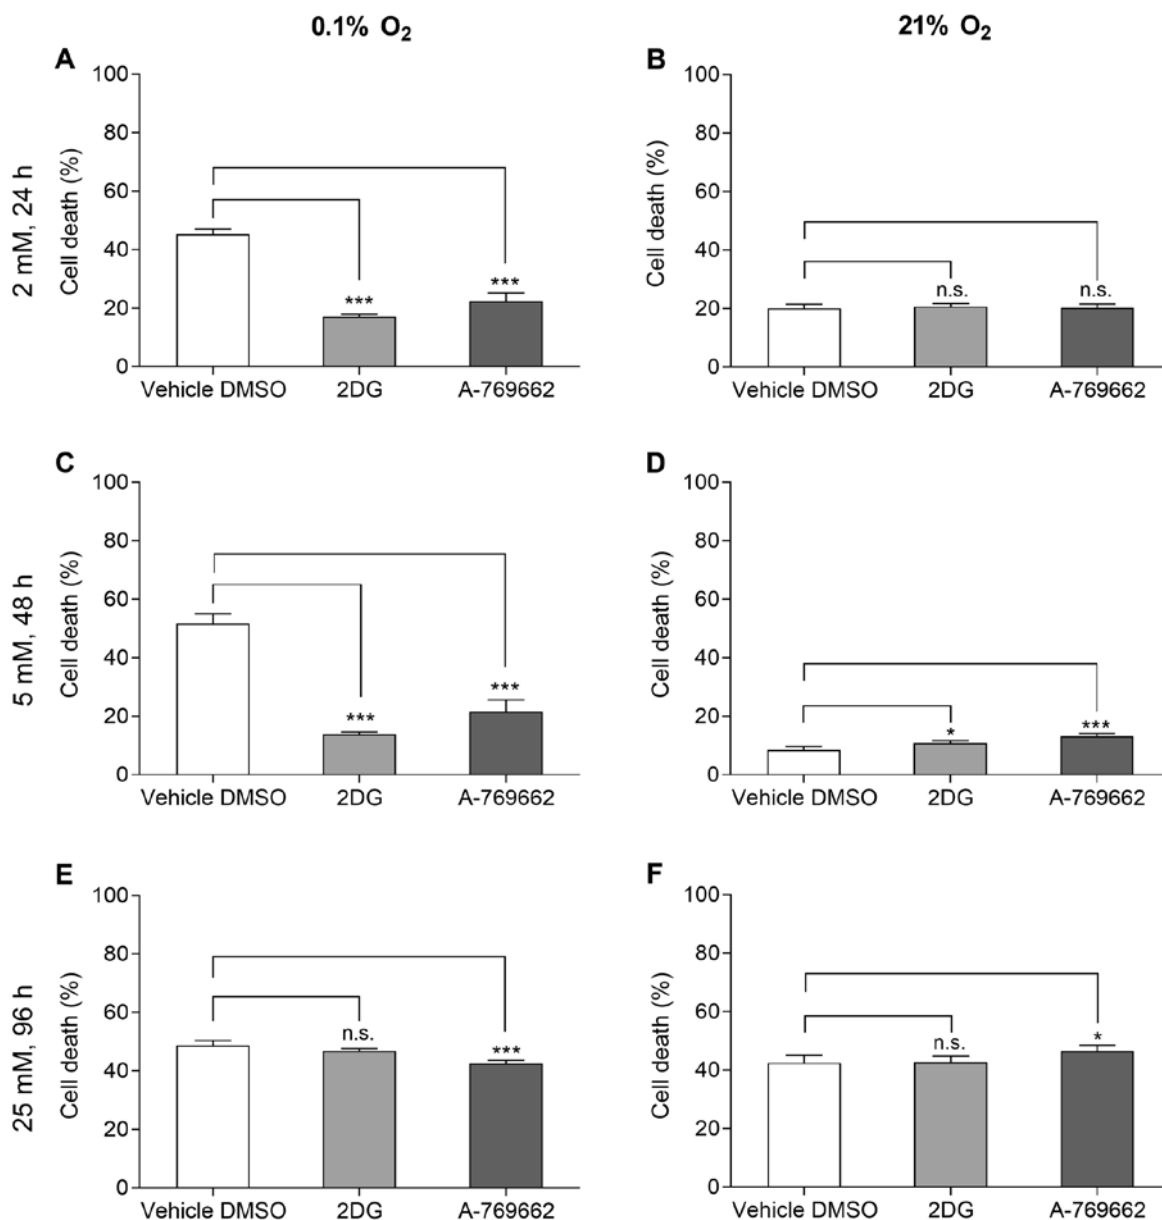 0.1% O₂
21% O₂
2 mM, 24 h
A
Cell death (%)
100
80
60
40
20
0
***
***
Vehicle DMSO
2DG
A-769662
B
Cell death (%)
100
80
60
40
20
0
n.s.
n.s.
Vehicle DMSO
2DG
A-769662
5 mM, 48 h
C
Cell death (%)
100
80
60
40
20
0
***
***
Vehicle DMSO
2DG
A-769662
D
Cell death (%)
100
80
60
40
20
0
*
***
Vehicle DMSO
2DG
A-769662
25 mM, 96 h
E
Cell death (%)
100
80
60
40
20
0
n.s.
***
Vehicle DMSO
2DG
A-769662
F
Cell death (%)
100
80
60
40
20
0
n.s.
*
Vehicle DMSO
2DG
A-769662